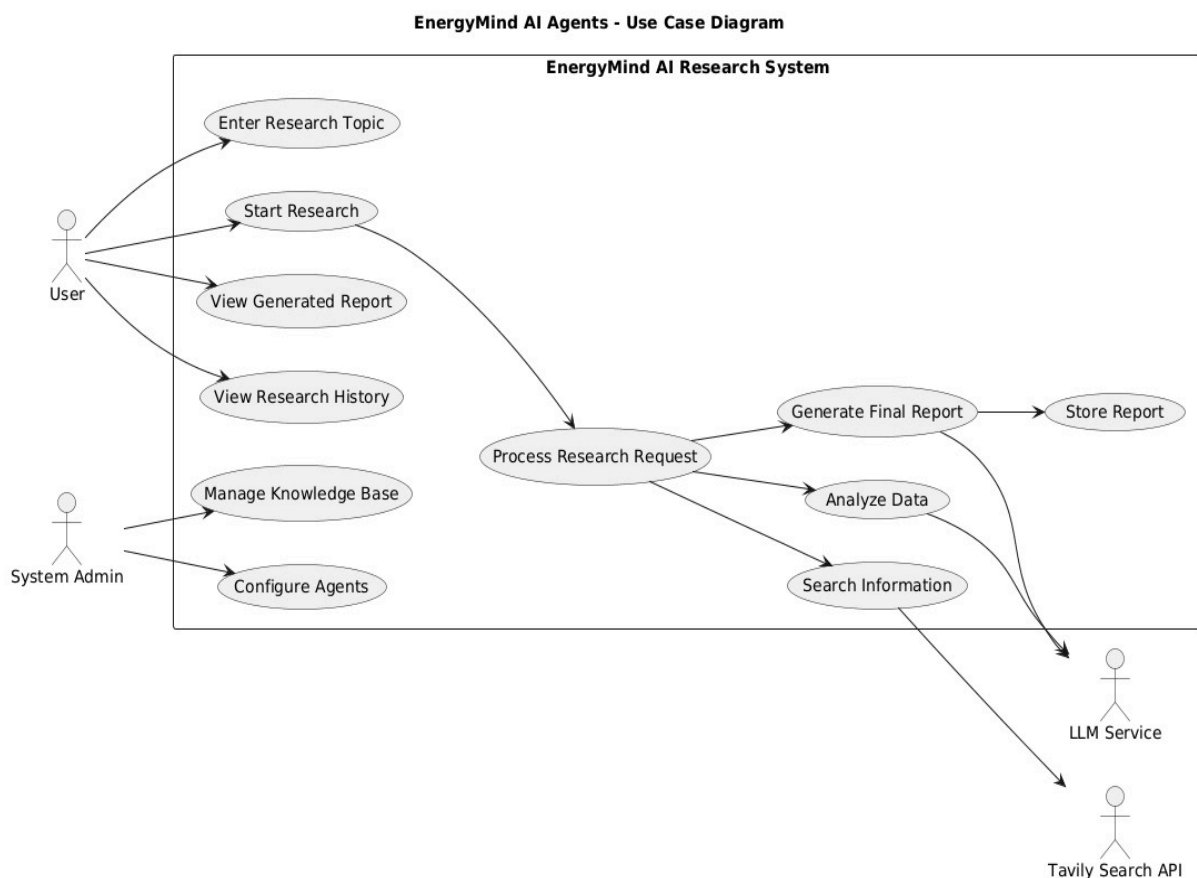 EnergyMind AI Agents - Use Case Diagram
EnergyMind AI Research System
Enter Research Topic
Start Research
User
View Generated Report
View Research History
Generate Final Report
Store Report
Process Research Request
Manage Knowledge Base
Analyze Data
System Admin
Configure Agents
Search Information
LLM Service
Tavily Search API